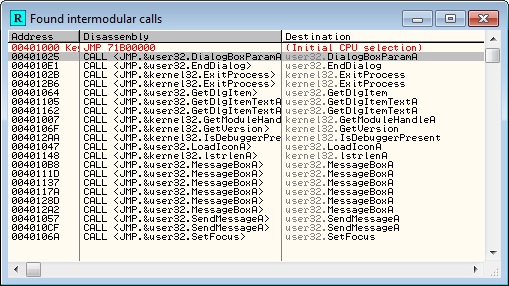 R Found intermodular calls
Address Disassembly Destination
00401000 Key JMP 71B00000 (Initial CPU selection)
00401025 CALL <JMP.&user32.DialogBoxParamA user32.DialogBoxParamA
004010E1 CALL <JMP.&user32.EndDialog> user32.EndDialog
0040102B CALL <JMP.&kernel32.ExitProcess> kernel32.ExitProcess
004012B6 CALL <JMP.&kernel32.ExitProcess> kernel32.ExitProcess
00401064 CALL <JMP.&user32.GetDlgItem> user32.GetDlgItem
00401105 CALL <JMP.&user32.GetDlgItemTextA user32.GetDlgItemTextA
00401162 CALL <JMP.&user32.GetDlgItemTextA user32.GetDlgItemTextA
00401007 CALL <JMP.&kernel32.GetModuleHand kernel32.GetModuleHandleA
0040106F CALL <JMP.&kernel32.GetVersion> kernel32.GetVersion
004012AA CALL <JMP.&kernel32.IsDebuggerPre kernel32.IsDebuggerPresent
00401047 CALL <JMP.&user32.LoadIconA> user32.LoadIconA
00401148 CALL <JMP.&kernel32.lstrlenA> kernel32.lstrlenA
004010B8 CALL <JMP.&user32.MessageBoxA> user32.MessageBoxA
0040111D CALL <JMP.&user32.MessageBoxA> user32.MessageBoxA
00401137 CALL <JMP.&user32.MessageBoxA> user32.MessageBoxA
0040117A CALL <JMP.&user32.MessageBoxA> user32.MessageBoxA
0040128D CALL <JMP.&user32.MessageBoxA> user32.MessageBoxA
004012A2 CALL <JMP.&user32.MessageBoxA> user32.MessageBoxA
00401057 CALL <JMP.&user32.SendMessageA> user32.SendMessageA
004010CF CALL <JMP.&user32.SendMessageA> user32.SendMessageA
0040106A CALL <JMP.&user32.SetFocus> user32.SetFocus